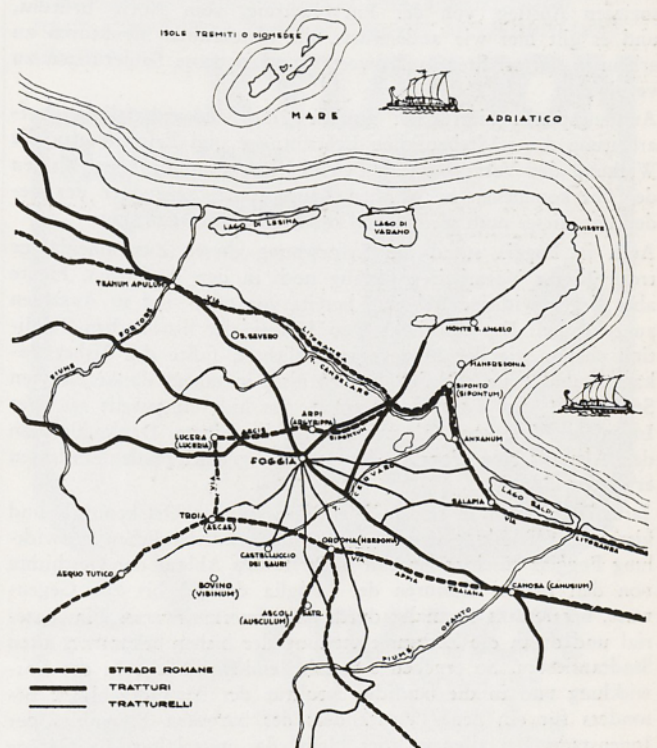 ISOLE TREMITI O DIOMEDEE
MARE
ADRIATICO
LAGO DI LESINA
LAGO DI
VARANO
VIESTE
TEANUM APULUM
VIA
LITORANEA
FIUME
FORTORE
S. SEVERO
T. CANDELARO
MONTE S. ANGELO
MANFREDONIA
SIPONTO
(SIPONTUM)
LUCERA
(LUCERIA)
ARPI
(ARGYRIPPA)
SIPONTUM
ANXANUM
FOGGIA
VIA
T. CERVARO
LAGO SALPI
TROIA
(AECAE)
SALAPIA
VIA
LITORANEA
CASTELLUCCIO
DEI SAURI
ORDONA (HERDONIA)
VIA
APPIA
TRAIANA
CANOSA (CANUSIUM)
AEQUO TUTICO
BOVINO
(VIBINUM)
ASCOLI SATR.
(AUSCULUM)
FIUME
OFANTO
STRADE ROMANE
TRATTURI
TRATTURELLI